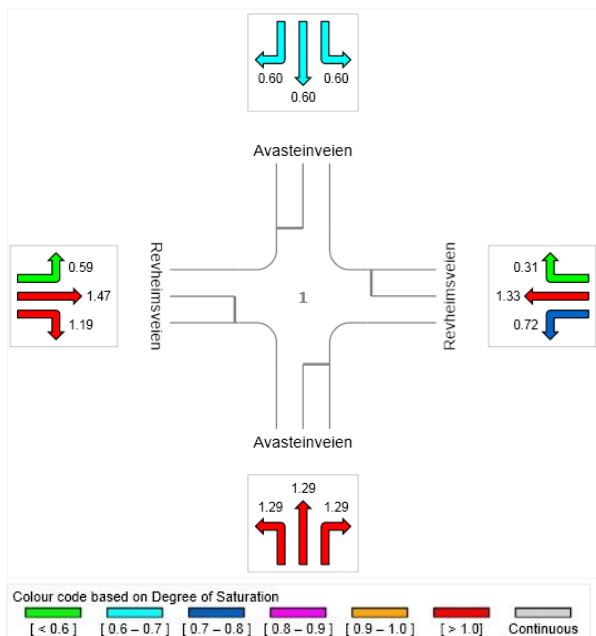 0.60 0.60
0.60
Avasteinveien
Revheimsveien
0.59
1.47
1.19
1
Revheimsveien
0.31
1.33
0.72
Avasteinveien
1.29
1.29 1.29
Colour code based on Degree of Saturation
[ < 0.6 ] [ 0.6 – 0.7 ] [ 0.7 – 0.8 ] [ 0.8 – 0.9 ] [ 0.9 – 1.0 ] [ > 1.0 ] Continuous